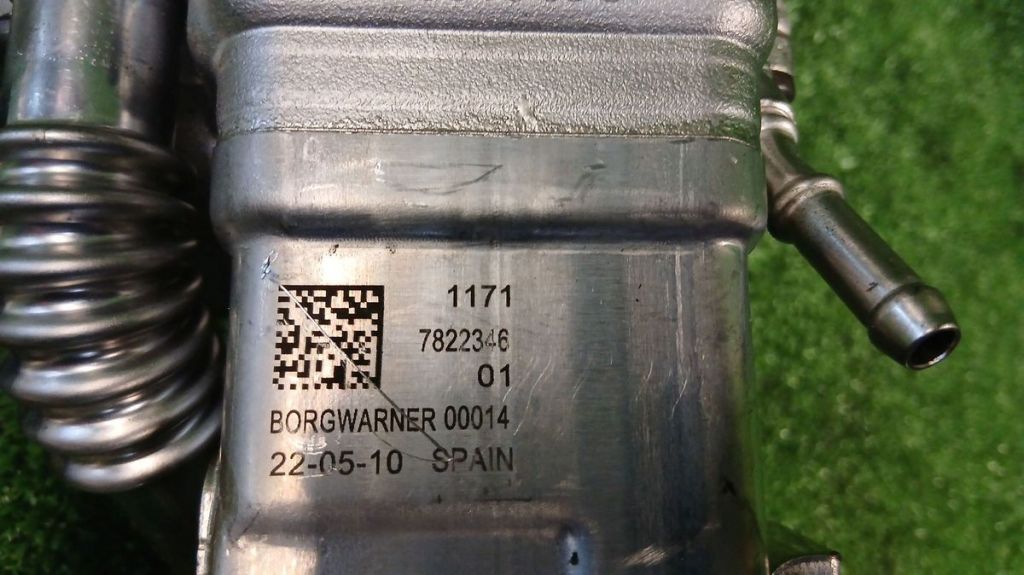 1171
7822346
01
BORGWARNER 00014
22-05-10 SPAIN